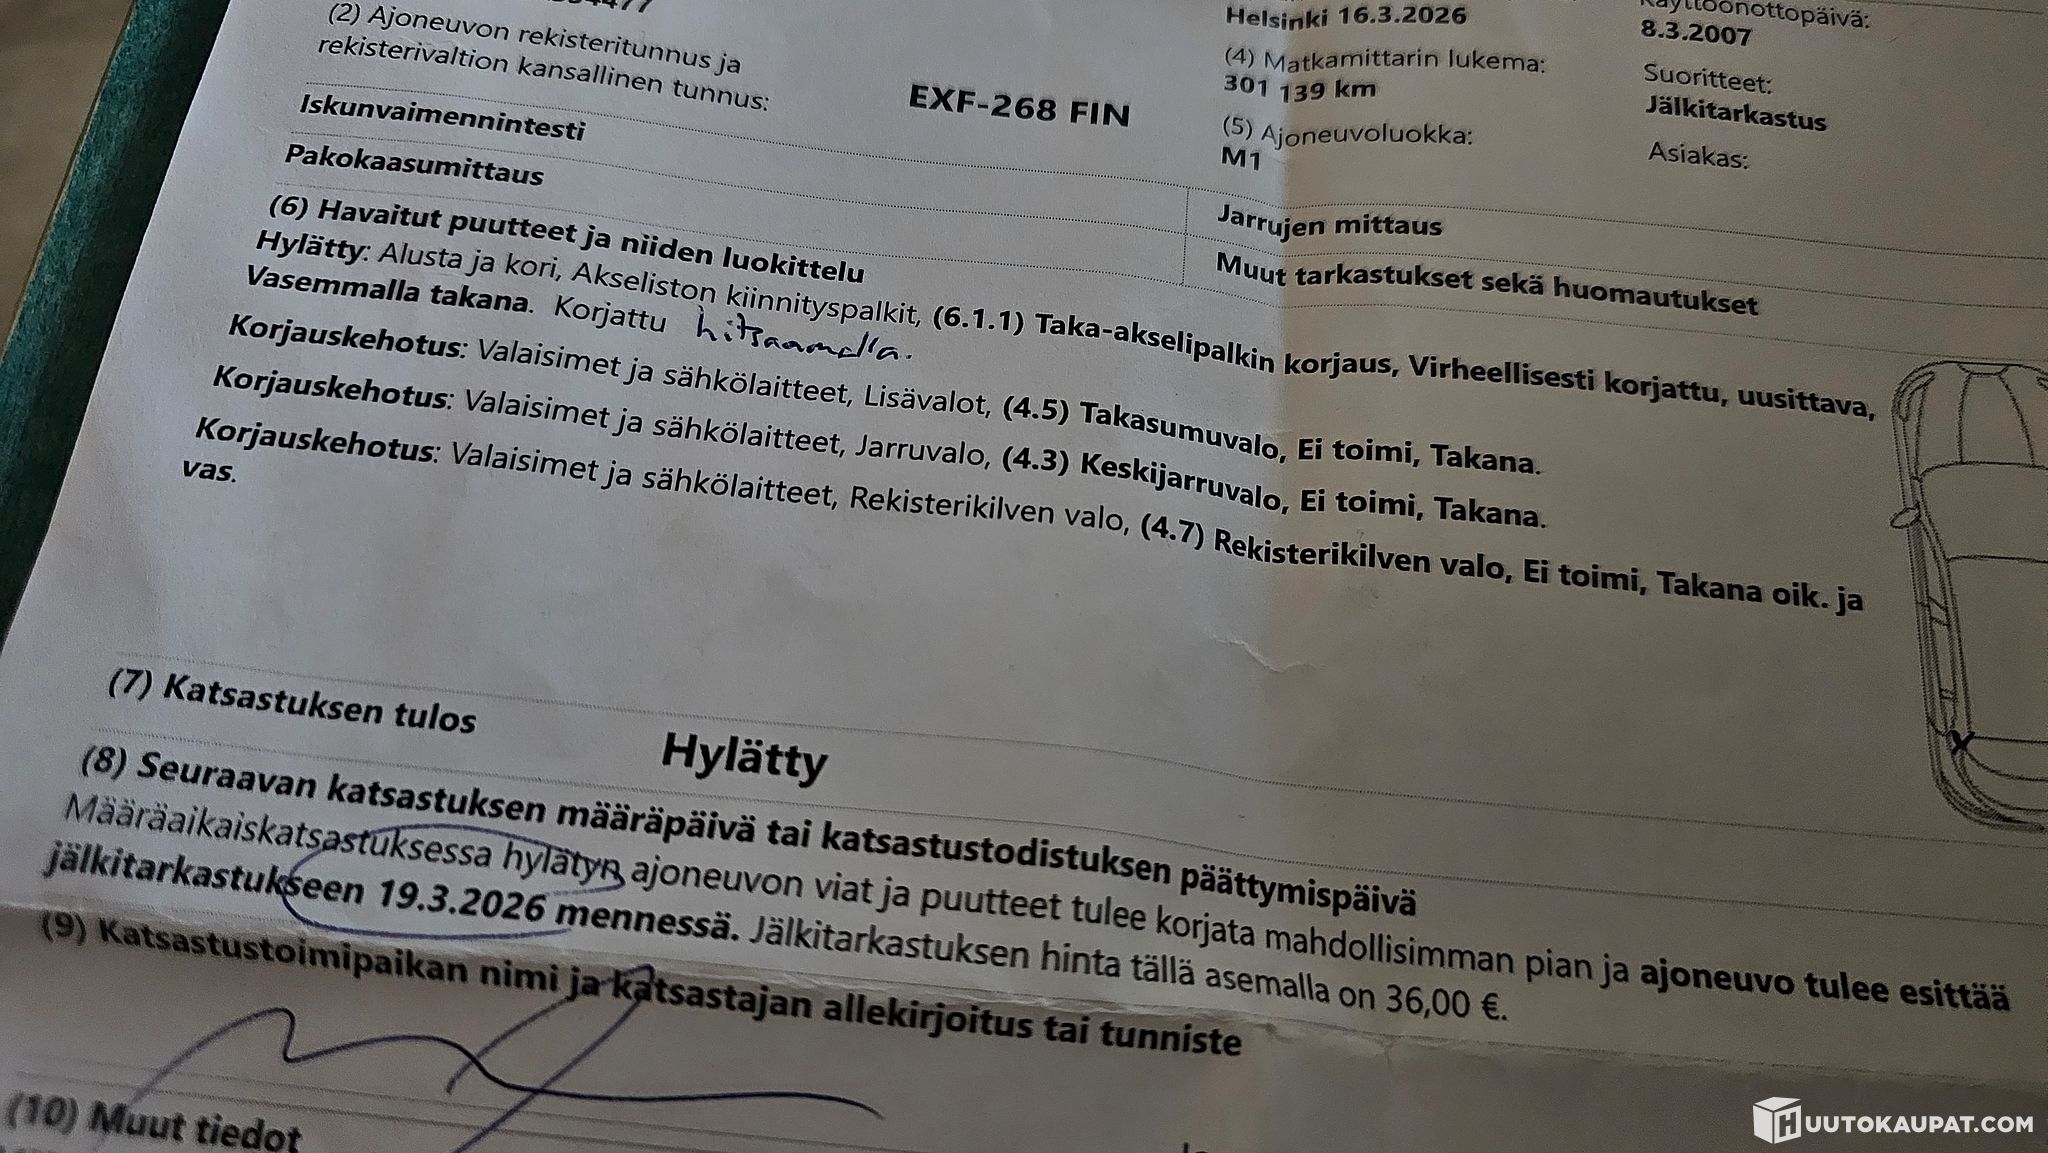 (2) Ajoneuvon rekisteritunnus ja
rekisterivaltion kansallinen tunnus:
EXF-268 FIN
Helsinki 16.3.2026
(4) Matkamittarin lukema:
301 139 km
(5) Ajoneuvoluokka:
M1
Käyttöönottopäivä:
8.3.2007
Suoritteet:
Jälkitarkastus
Asiakas:
Iskunvaimennintesti
Pakokaasumittaus
Jarrujen mittaus
Muut tarkastukset sekä huomautukset
(6) Havaitut puutteet ja niiden luokittelu
Hylätty: Alusta ja kori, Akseliston kiinnityspalkit, (6.1.1) Taka-akselipalkin korjaus, Virheellisesti korjattu, uusittava,
Vasemmalla takana. Korjattu hitsaamalla.
Korjauskehotus: Valaisimet ja sähkölaitteet, Lisävalot, (4.5) Takasumuvalo, Ei toimi, Takana.
Korjauskehotus: Valaisimet ja sähkölaitteet, Jarruvalo, (4.3) Keskijarruvalo, Ei toimi, Takana.
Korjauskehotus: Valaisimet ja sähkölaitteet, Rekisterikilven valo, (4.7) Rekisterikilven valo, Ei toimi, Takana oik. ja
vas.
(7) Katsastuksen tulos
Hylätty
(8) Seuraavan katsastuksen määräpäivä tai katsastustodistuksen päättymispäivä
Määräaikaiskatsastuksessa hylätyn ajoneuvon viat ja puutteet tulee korjata mahdollisimman pian ja ajoneuvo tulee esittää
jälkitarkastukseen 19.3.2026 mennessä. Jälkitarkastuksen hinta tällä asemalla on 36,00 €.
(9) Katsastustoimipaikan nimi ja katsastajan allekirjoitus tai tunniste
(10) Muut tiedot
HUUTOKAUPAT.COM